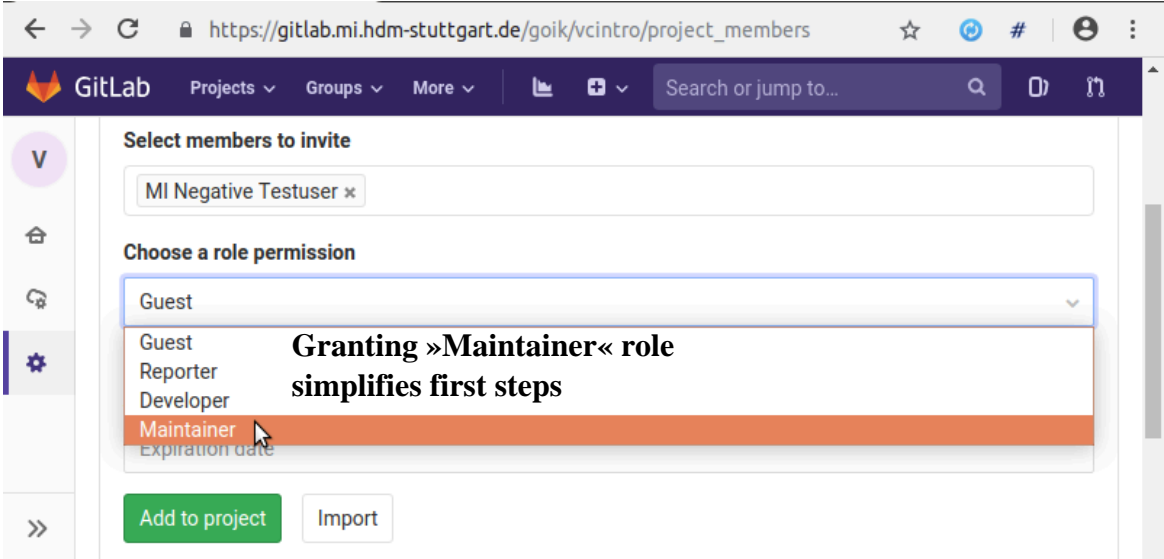 https://gitlab.mi.hdm-stuttgart.de/goik/vcintro/project_members
#
GitLab Projects Groups More Search or jump to...
V
Select members to invite
MI Negative Testuser ×
Choose a role permission
Guest
Guest
Reporter
Developer
Maintainer
Granting »Maintainer« role
simplifies first steps
Expiration date
Add to project Import